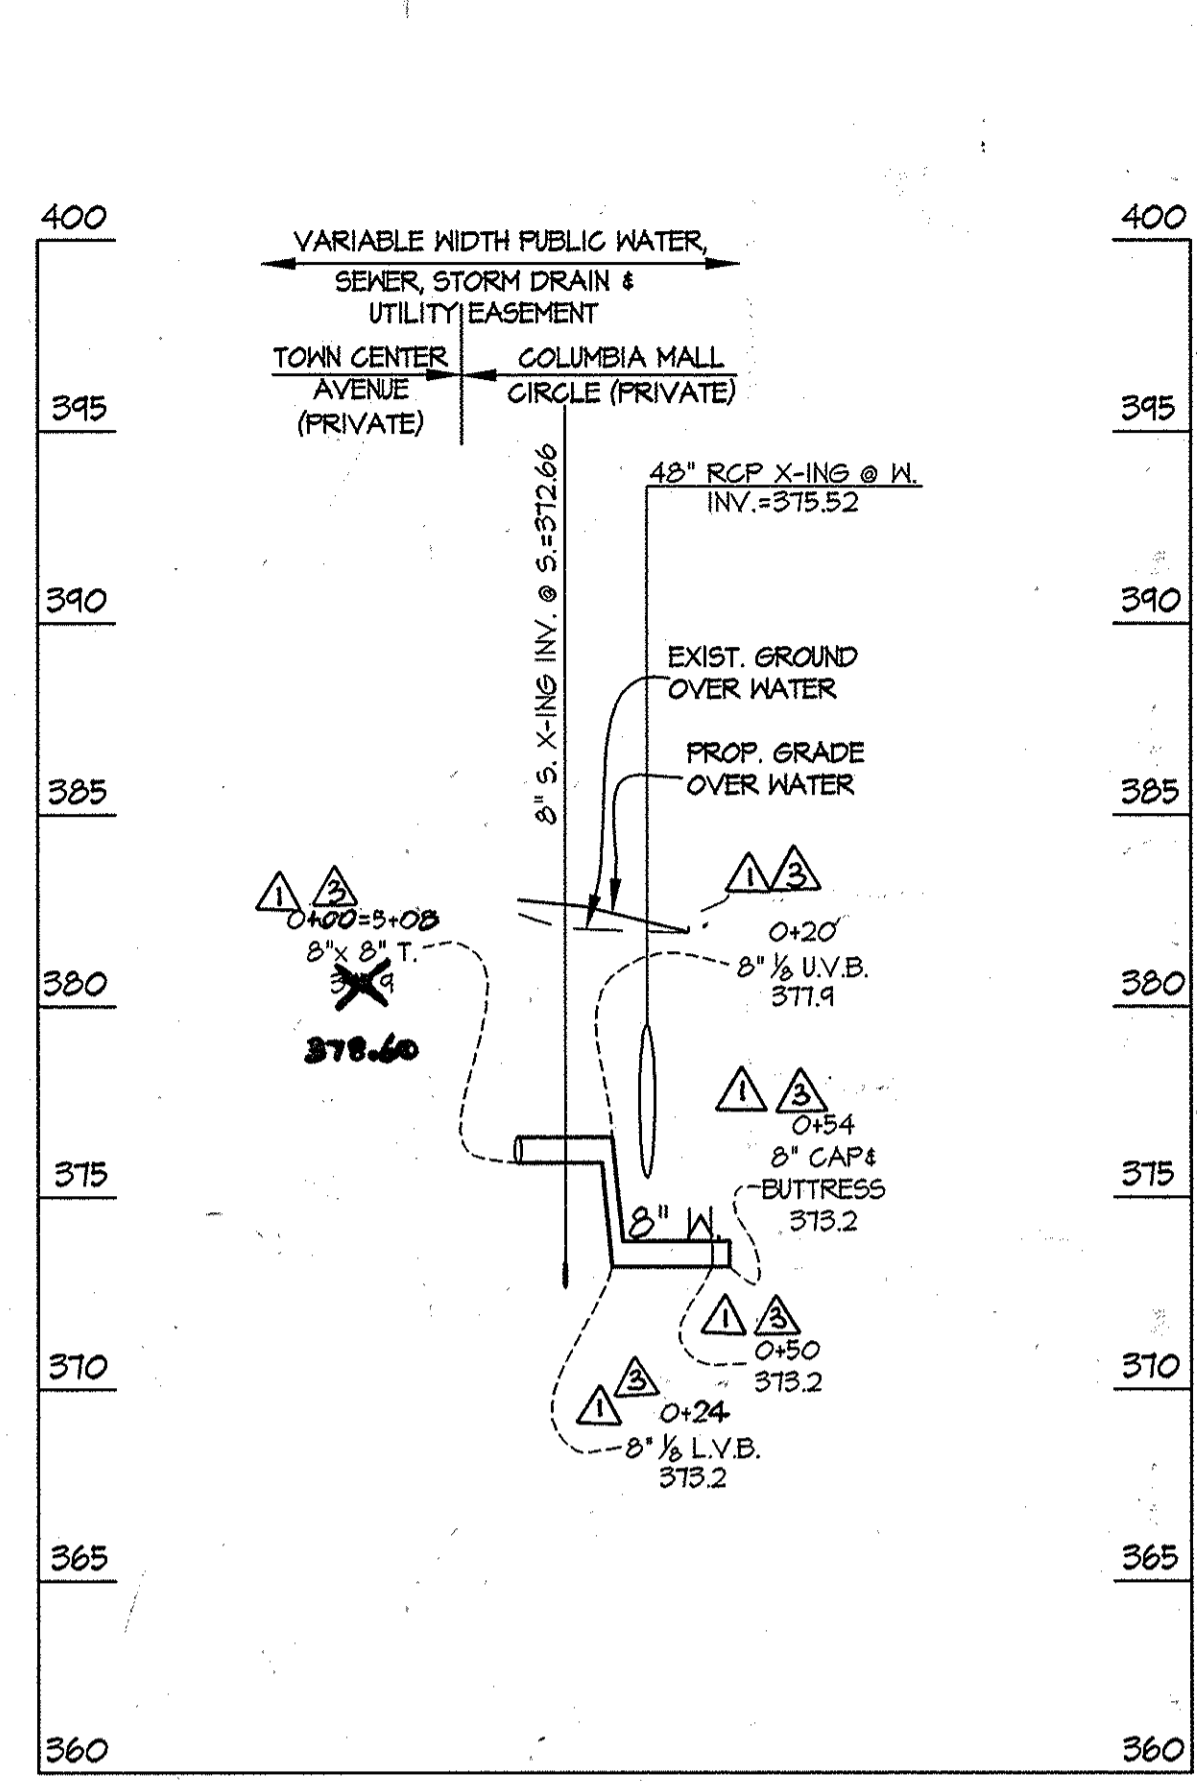 400
400
VARIABLE WIDTH PUBLIC WATER,
SEWER, STORM DRAIN &
UTILITY EASEMENT
TOWN CENTER
AVENUE
(PRIVATE)
COLUMBIA MALL
CIRCLE (PRIVATE)
395
395
8" S. X-ING INV. @ S.=372.66
48" RCP X-ING @ W.
INV.=375.52
390
390
EXIST. GROUND
OVER WATER
PROP. GRADE
OVER WATER
385
385
1 3
0+00=5+08
8"x 8" T.
378.60
1 3
0+20
8" 1/8 U.V.B.
377.9
380
380
1 3
0+54
8" CAP &
BUTTRESS
373.2
375
375
8" W.
1 3
0+50
373.2
370
370
1 3
0+24
8" 1/8 L.V.B.
373.2
365
365
360
360